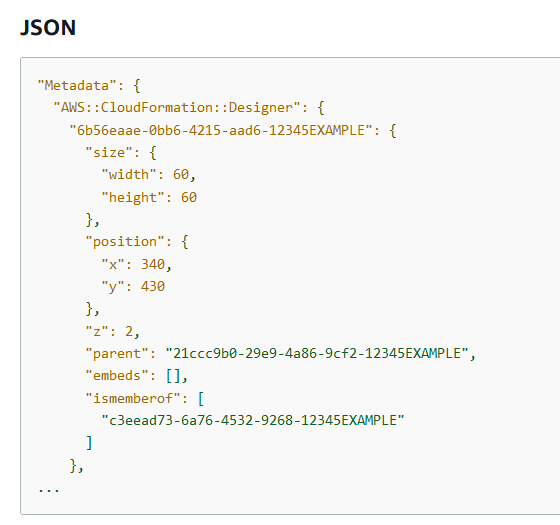 JSON
"Metadata": {
  "AWS::CloudFormation::Designer": {
    "6b56eaae-0bb6-4215-aad6-12345EXAMPLE": {
      "size": {
        "width": 60,
        "height": 60
      },
      "position": {
        "x": 340,
        "y": 430
      },
      "z": 2,
      "parent": "21ccc9b0-29e9-4a86-9cf2-12345EXAMPLE",
      "embeds": [],
      "ismemberof": [
        "c3eead73-6a76-4532-9268-12345EXAMPLE"
      ]
    },
...